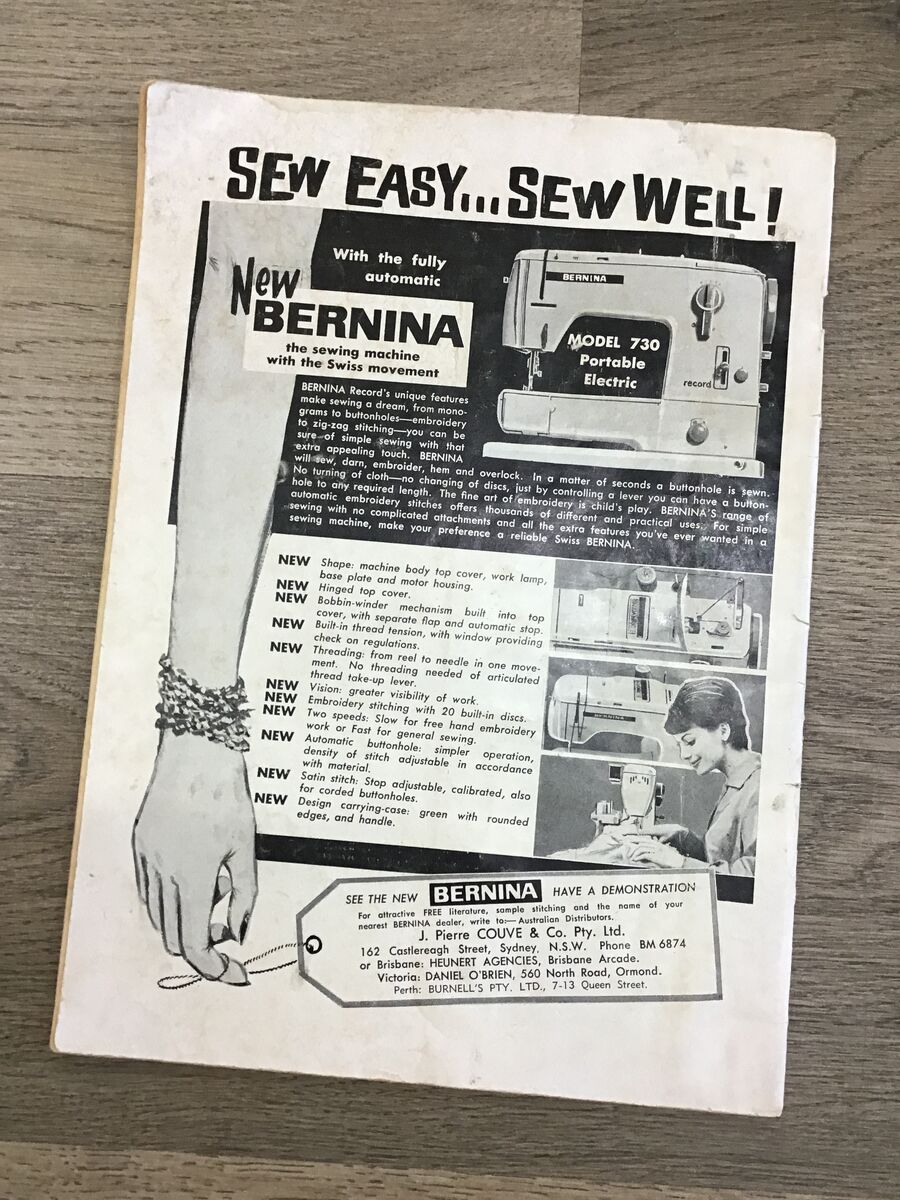 SEW EASY...SEW WELL!
With the fully
automatic
New
BERNINA
the sewing machine
with the Swiss movement
BERNINA
MODEL 730
Portable
Electric
record
BERNINA Record's unique features
make sewing a dream, from mono-
grams to buttonholes—embroidery
to zig-zag stitching—you can be
sure of simple sewing with that
extra appealing touch. BERNINA
will sew, darn, embroider, hem and overlock. In a matter of seconds a buttonhole is sewn.
No turning of cloth—no changing of discs, just by controlling a lever you can have a button-
hole to any required length. The fine art of embroidery is child's play. BERNINA'S range of
automatic embroidery stitches offers thousands of different and practical uses. For simple
sewing with no complicated attachments and all the extra features you've ever wanted in a
sewing machine, make your preference a reliable Swiss BERNINA.
NEW Shape: machine body top cover, work lamp,
base plate and motor housing.
NEW Hinged top cover.
NEW Bobbin-winder mechanism built into top
cover, with separate flap and automatic stop.
NEW Built-in thread tension, with window providing
check on regulations.
NEW Threading: from reel to needle in one move-
ment. No threading needed of articulated
thread take-up lever.
NEW Vision: greater visibility of work.
NEW Embroidery stitching with 20 built-in discs.
NEW Two speeds: Slow for free hand embroidery
work or Fast for general sewing.
NEW Automatic buttonhole: simpler operation,
density of stitch adjustable in accordance
with material.
NEW Satin stitch: Stop adjustable, calibrated, also
for corded buttonholes.
NEW Design carrying-case: green with rounded
edges, and handle.
BERNINA
SEE THE NEW BERNINA HAVE A DEMONSTRATION
For attractive FREE literature, sample stitching and the name of your
nearest BERNINA dealer, write to:— Australian Distributors.
J. Pierre COUVE & Co. Pty. Ltd.
162 Castlereagh Street, Sydney, N.S.W. Phone BM 6874
or Brisbane: HEUNERT AGENCIES, Brisbane Arcade.
Victoria: DANIEL O'BRIEN, 560 North Road, Ormond.
Perth: BURNELL'S PTY. LTD., 7-13 Queen Street.